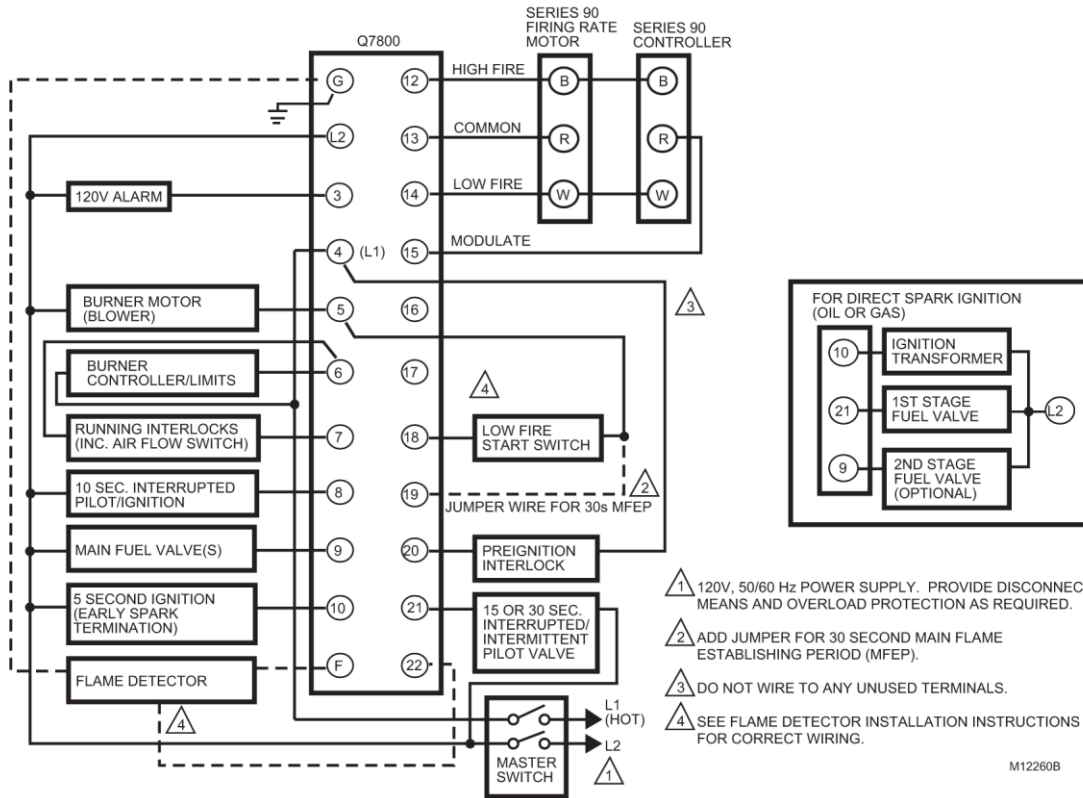 SERIES 90
FIRING RATE
MOTOR
SERIES 90
CONTROLLER
Q7800
G
12
HIGH FIRE
B
B
L2
13
COMMON
R
R
120V ALARM
3
14
LOW FIRE
W
W
4
(L1)
15
MODULATE
BURNER MOTOR
(BLOWER)
5
16
3
BURNER
CONTROLLER/LIMITS
6
17
4
RUNNING INTERLOCKS
(INC. AIR FLOW SWITCH)
7
18
LOW FIRE
START SWITCH
10 SEC. INTERRUPTED
PILOT/IGNITION
8
19
2
JUMPER WIRE FOR 30s MFEP
MAIN FUEL VALVE(S)
9
20
PREIGNITION
INTERLOCK
5 SECOND IGNITION
(EARLY SPARK
TERMINATION)
10
21
15 OR 30 SEC.
INTERRUPTED/
INTERMITTENT
PILOT VALVE
FLAME DETECTOR
F
22
4
L1
(HOT)
L2
MASTER
SWITCH
1
FOR DIRECT SPARK IGNITION
(OIL OR GAS)
10
IGNITION
TRANSFORMER
21
1ST STAGE
FUEL VALVE
L2
9
2ND STAGE
FUEL VALVE
(OPTIONAL)
1 120V, 50/60 Hz POWER SUPPLY. PROVIDE DISCONNEC
MEANS AND OVERLOAD PROTECTION AS REQUIRED.
2 ADD JUMPER FOR 30 SECOND MAIN FLAME
ESTABLISHING PERIOD (MFEP).
3 DO NOT WIRE TO ANY UNUSED TERMINALS.
4 SEE FLAME DETECTOR INSTALLATION INSTRUCTIONS
FOR CORRECT WIRING.
M12260B